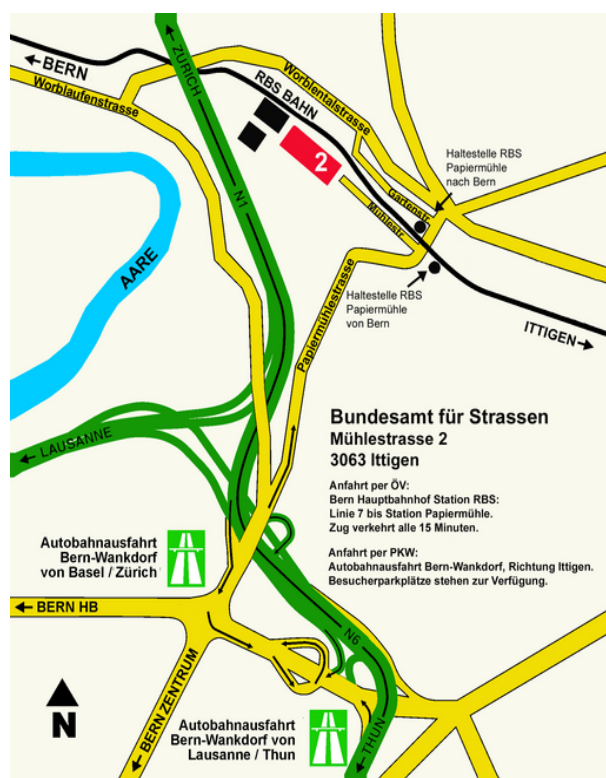 ZÜRICH
BERN
Worblaufenstrasse
RBS BAHN
Worblentalstrasse
2
Haltestelle RBS
Papiermühle
nach Bern
N1
Gartenstr.
Mühlestr.
AARE
Papiermühlestrasse
Haltestelle RBS
Papiermühle
von Bern
ITTIGEN
LAUSANNE
Bundesamt für Strassen
Mühlestrasse 2
3063 Ittigen
Anfahrt per ÖV:
Bern Hauptbahnhof Station RBS:
Linie 7 bis Station Papiermühle.
Zug verkehrt alle 15 Minuten.
Anfahrt per PKW:
Autobahnausfahrt Bern-Wankdorf, Richtung Ittigen.
Besucherparkplätze stehen zur Verfügung.
Autobahnausfahrt
Bern-Wankdorf
von Basel / Zürich
BERN HB
N6
BERN ZENTRUM
N
Autobahnausfahrt
Bern-Wankdorf von
Lausanne / Thun
THUN